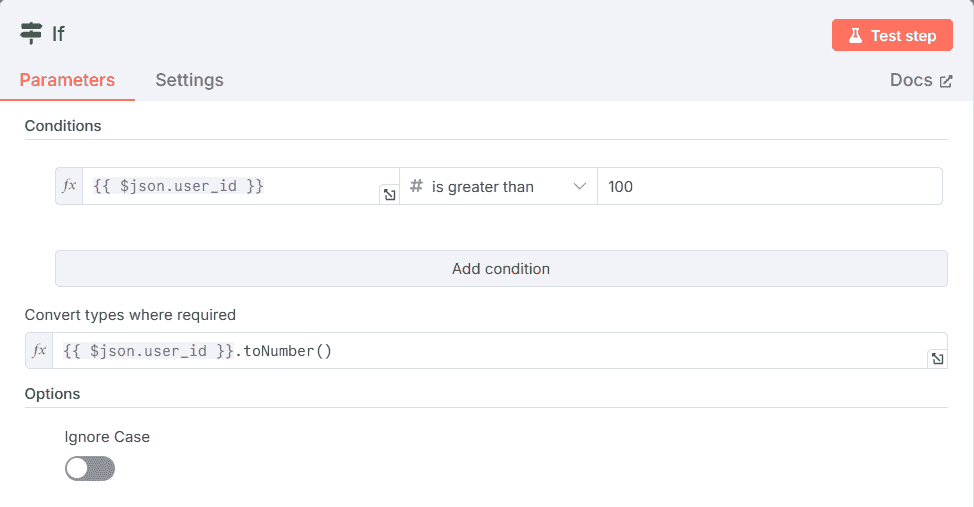 If
Test step
Parameters Settings Docs
Conditions
fx {{ $json.user_id }} # is greater than 100
Add condition
Convert types where required
fx {{ $json.user_id }}.toNumber()
Options
Ignore Case